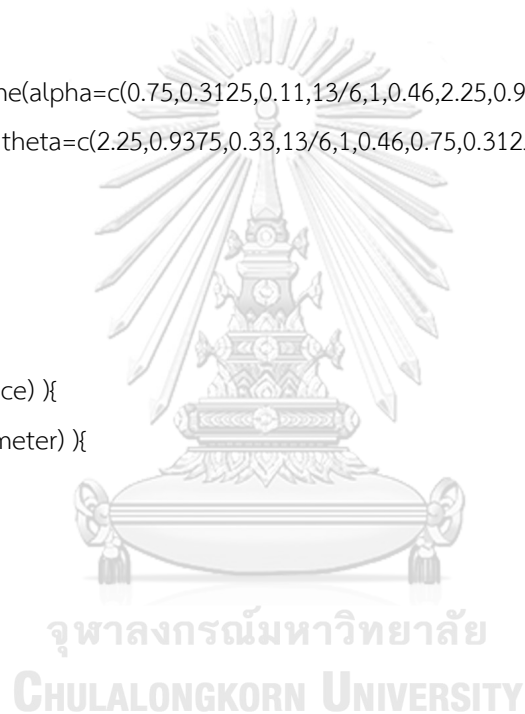 ne(alpha=c(0.75,0.3125,0.11,13/6,1,0.46,2.25,0.9
theta=c(2.25,0.9375,0.33,13/6,1,0.46,0.75,0.312
ce) ){
meter) ){
จุฬาลงกรณ์มหาวิทยาลัย
CHULALONGKORN UNIVERSITY